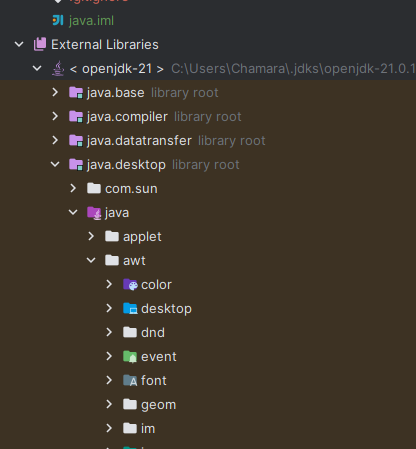 java.iml
External Libraries
< openjdk-21 > C:\Users\Chamara\.jdks\openjdk-21.0.1
java.base library root
java.compiler library root
java.datatransfer library root
java.desktop library root
com.sun
java
applet
awt
color
desktop
dnd
event
font
geom
im